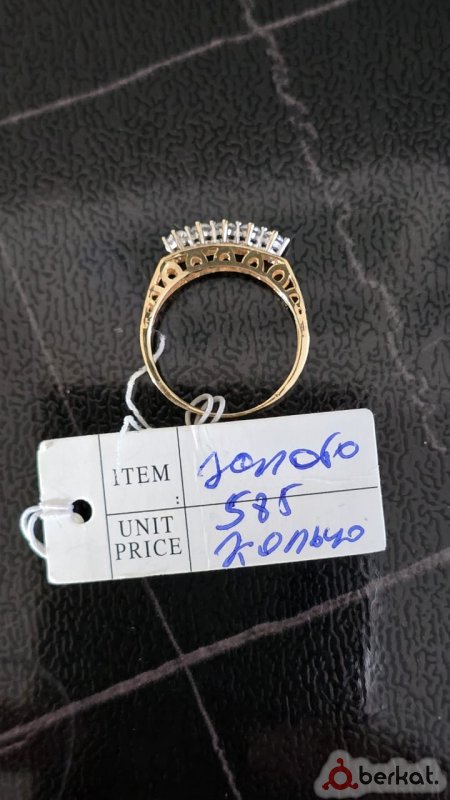 ITEM :
золото
UNIT
PRICE
585
кольцо
berkat.